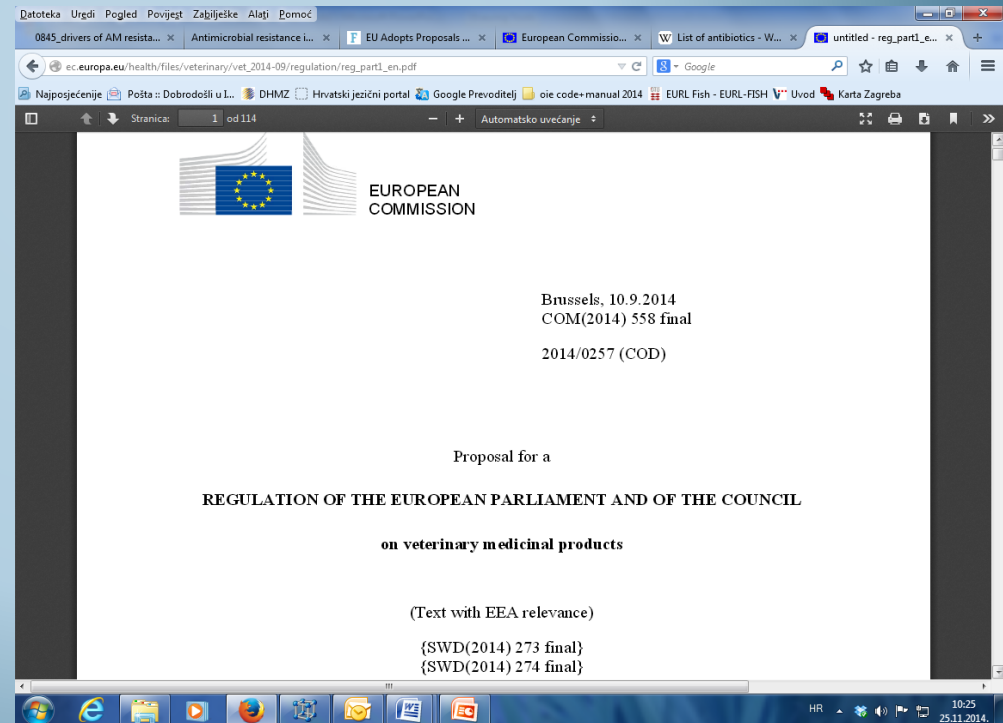 Datoteka Uredi Pogled Povijest Zabilješke Alati Pomoć
0845_drivers of AM resista... Antimicrobial resistance i... EU Adopts Proposals ... European Commissio... List of antibiotics - W... untitled - reg_part1_e...
ec.europa.eu/health/files/veterinary/vet_2014-09/regulation/reg_part1_en.pdf Google
Najposjećenije Pošta :: Dobrodošli u I... DHMZ Hrvatski jezični portal Google Prevoditelj oie code+manual 2014 EURL Fish - EURL-FISH Uvod Karta Zagreba
Stranica: 1 od 114 Automatsko uvećanje
EUROPEAN
COMMISSION
Brussels, 10.9.2014
COM(2014) 558 final
2014/0257 (COD)
Proposal for a
REGULATION OF THE EUROPEAN PARLIAMENT AND OF THE COUNCIL
on veterinary medicinal products
(Text with EEA relevance)
{SWD(2014) 273 final}
{SWD(2014) 274 final}
HR 10:25
25.11.2014.